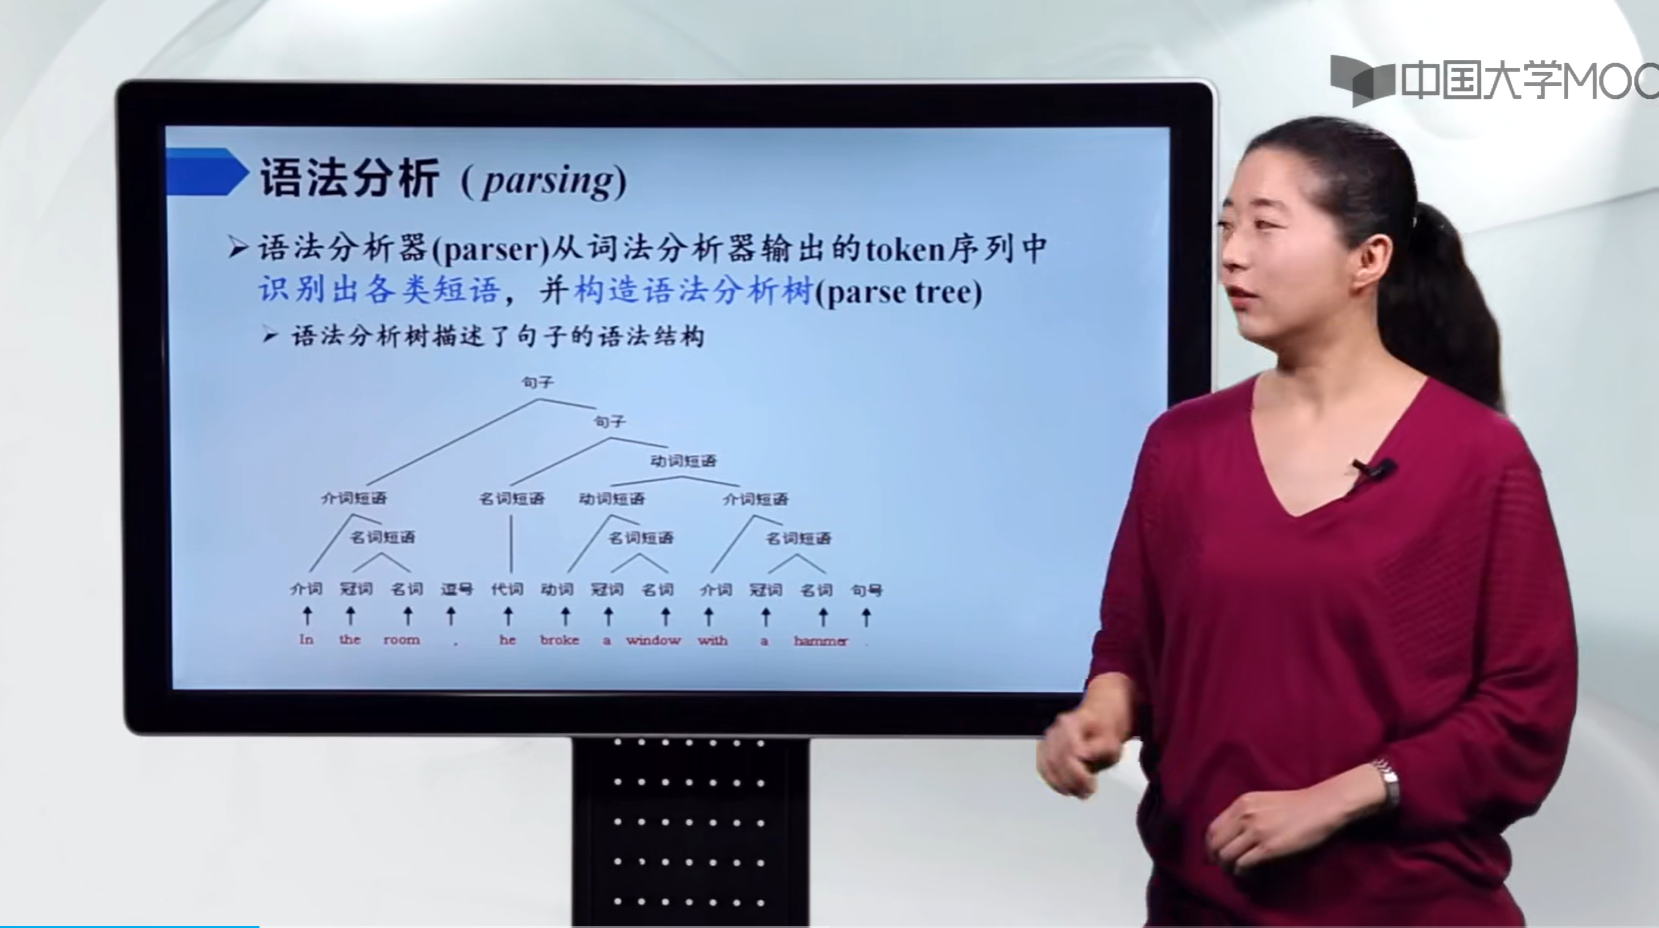 中国大学MOO
语法分析 ( parsing)
➢ 语法分析器(parser)从词法分析器输出的token序列中
识别出各类短语，并构造语法分析树(parse tree)
➢ 语法分析树描述了句子的语法结构
句子
句子
动词短语
介词短语 名词短语 动词短语 介词短语
名词短语 名词短语 名词短语
介词 冠词 名词 逗号 代词 动词 冠词 名词 介词 冠词 名词 句号
In the room , he broke a window with a hammer .